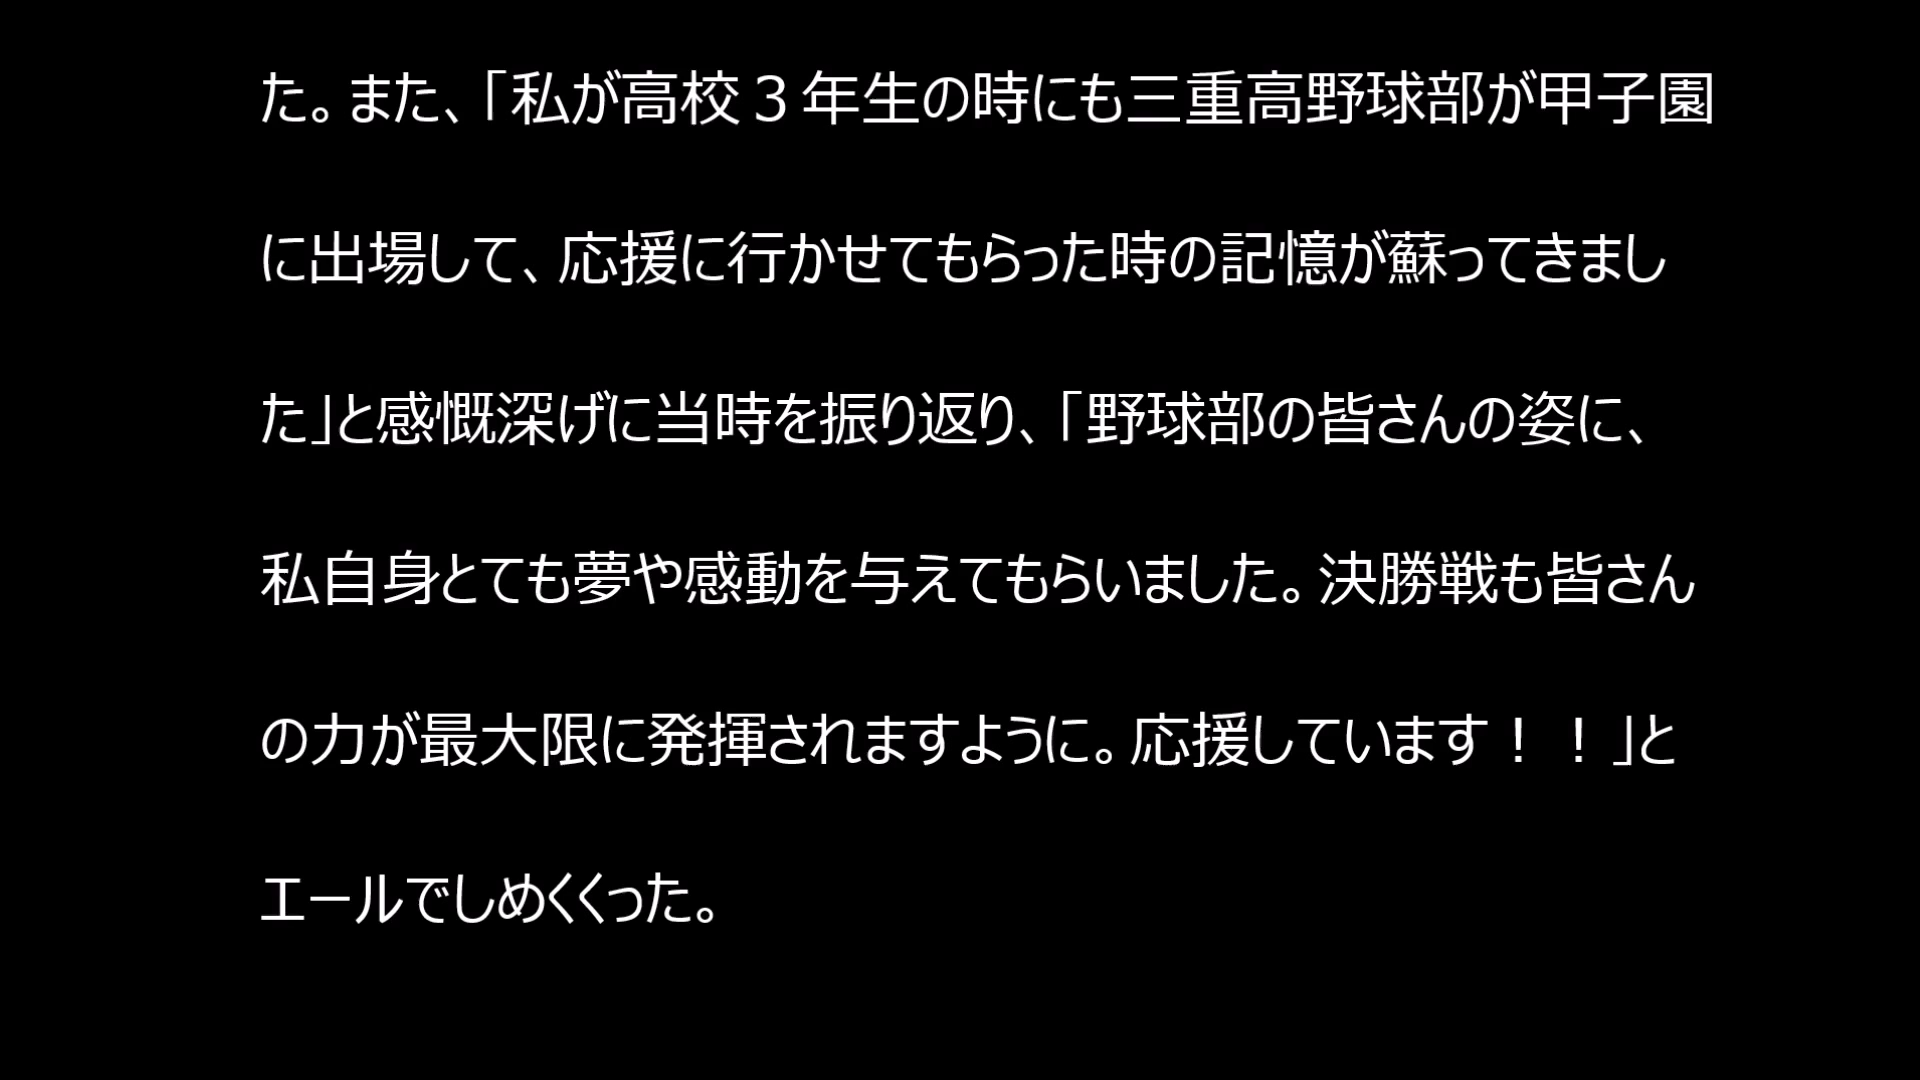 た。また、「私が高校３年生の時にも三重高野球部が甲子園
に出場して、応援に行かせてもらった時の記憶が蘇ってきまし
た」と感慨深げに当時を振り返り、「野球部の皆さんの姿に、
私自身とても夢や感動を与えてもらいました。決勝戦も皆さん
の力が最大限に発揮されますように。応援しています！！」と
エールでしめくくった。